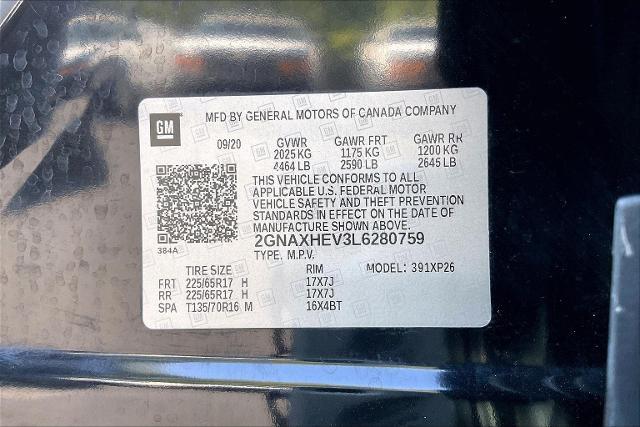 GM
MFD BY GENERAL MOTORS OF CANADA COMPANY
09/20 GVWR GAWR FRT GAWR RR
2025 KG 1175 KG 1200 KG
4464 LB 2590 LB 2645 LB
THIS VEHICLE CONFORMS TO ALL
APPLICABLE U.S. FEDERAL MOTOR
VEHICLE SAFETY AND THEFT PREVENTION
STANDARDS IN EFFECT ON THE DATE OF
MANUFACTURE SHOWN ABOVE.
384A
2GNAXHEV3L6280759
TYPE. M.P.V.
TIRE SIZE RIM MODEL: 391XP26
FRT 225/65R17 H 17X7J
RR 225/65R17 H 17X7J
SPA T135/70R16 M 16X4BT